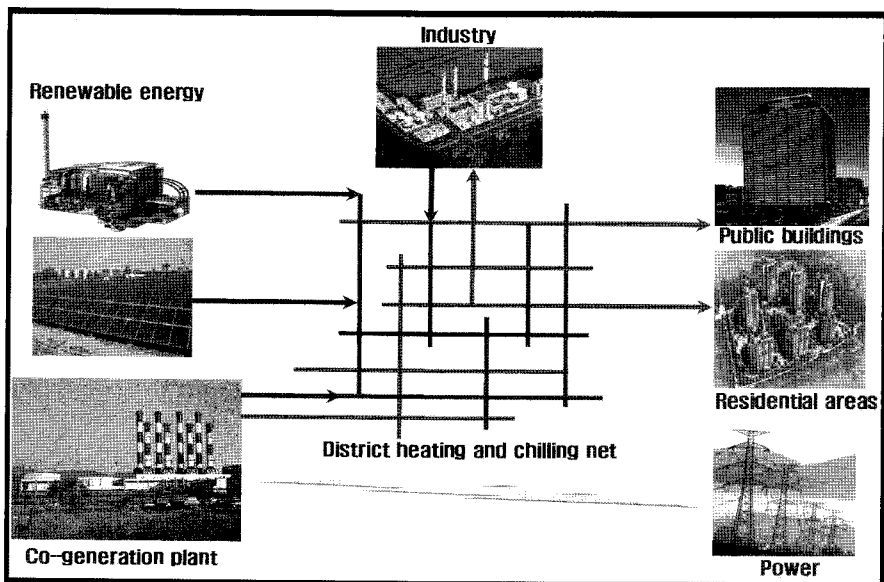 Industry
Renewable energy
Public buildings
Residential areas
District heating and chilling net
Co-generation plant
Power